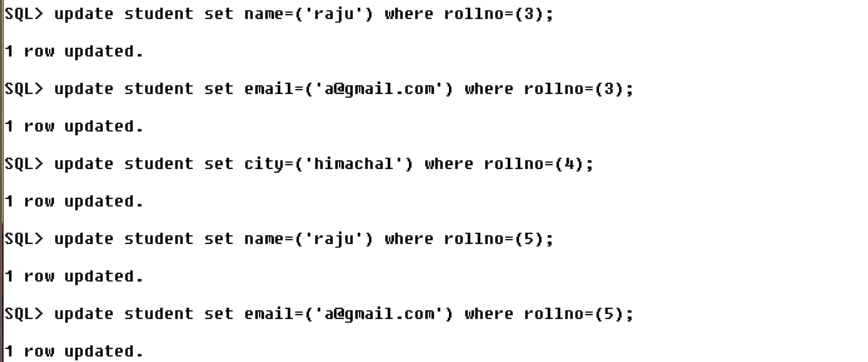 SQL> update student set name=('raju') where rollno=(3);
1 row updated.
SQL> update student set email=('a@gmail.com') where rollno=(3);
1 row updated.
SQL> update student set city=('himachal') where rollno=(4);
1 row updated.
SQL> update student set name=('raju') where rollno=(5);
1 row updated.
SQL> update student set email=('a@gmail.com') where rollno=(5);
1 row updated.